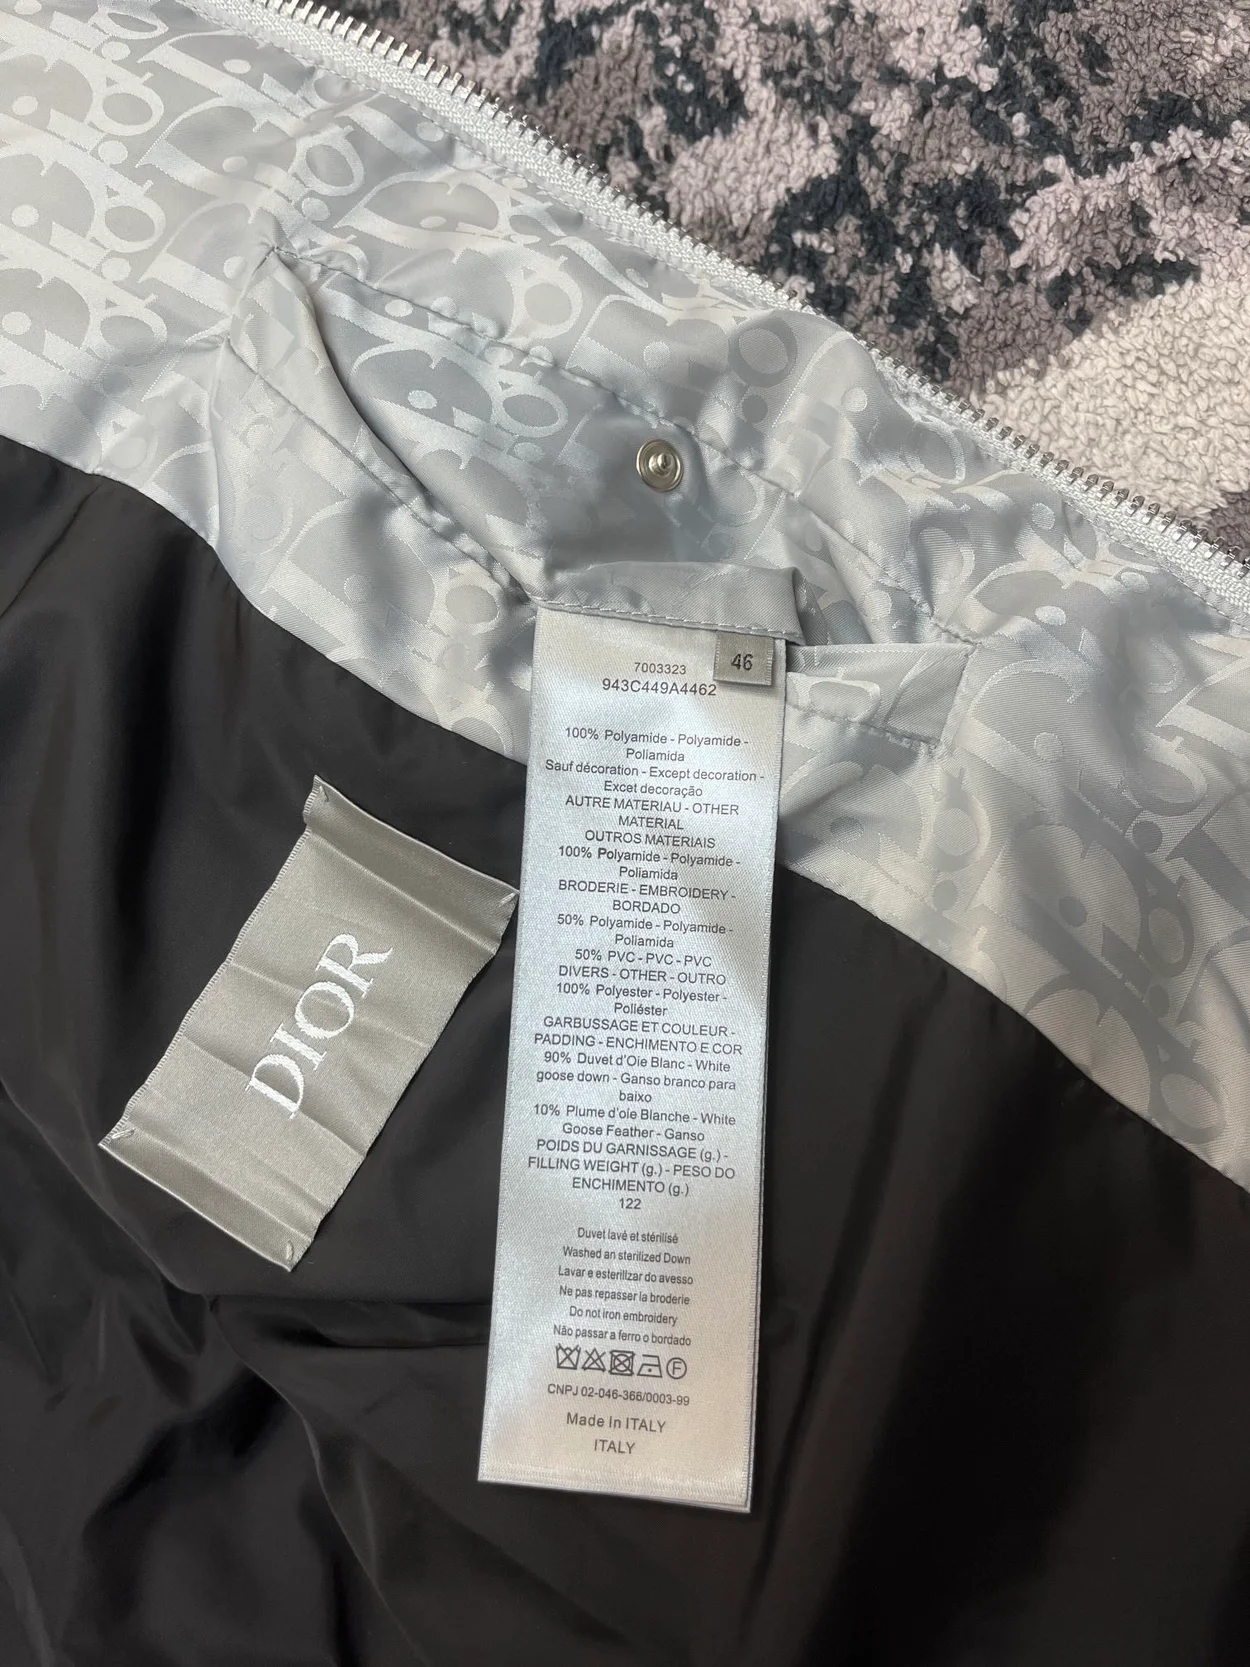 46
7003323
943C449A4462
100% Polyamide - Polyamide -
Poliamida
Sauf décoration - Except decoration -
Excet decoração
AUTRE MATERIAU - OTHER
MATERIAL
OUTROS MATERIAIS
100% Polyamide - Polyamide -
Poliamida
BRODERIE - EMBROIDERY -
BORDADO
50% Polyamide - Polyamide -
Poliamida
50% PVC - PVC - PVC
DIVERS - OTHER - OUTRO
100% Polyester - Polyester -
Poliéster
GARBUSSAGE ET COULEUR -
PADDING - ENCHIMENTO E COR
90% Duvet d'Oie Blanc - White
goose down - Ganso branco para
baixo
10% Plume d'oie Blanche - White
Goose Feather - Ganso
POIDS DU GARNISSAGE (g.) -
FILLING WEIGHT (g.) - PESO DO
ENCHIMENTO (g.)
122
Duvet lavé et stérilisé
Washed an sterilized Down
Lavar e esterilizar do avesso
Ne pas repasser la broderie
Do not iron embroidery
Não passar a ferro o bordado
F
CNPJ 02-046-366/0003-99
Made in ITALY
ITALY
DIOR